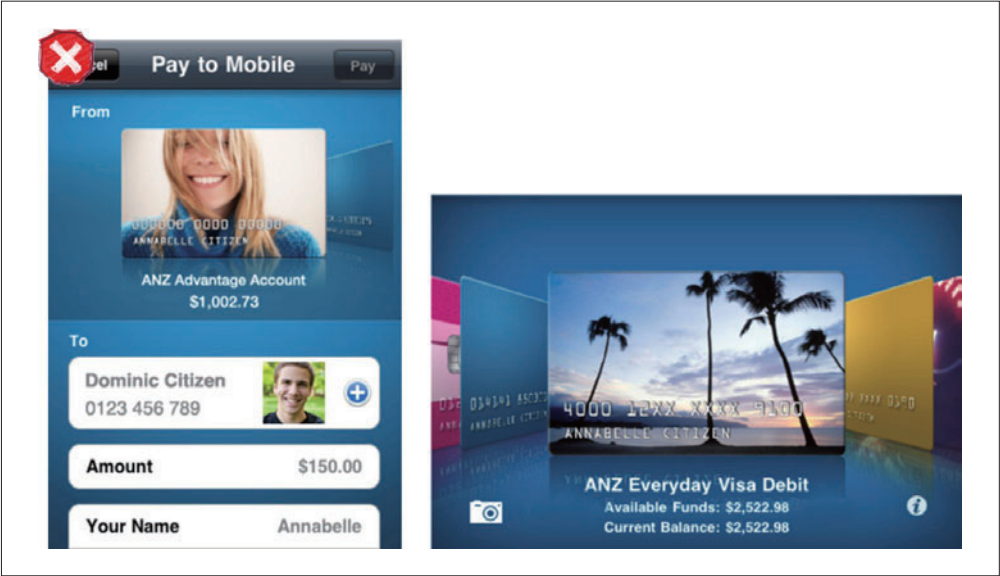 Pay to Mobile
Pay
From
ANNABELLE CITIZEN
ANZ Advantage Account
$1,002.73
To
Dominic Citizen
0123 456 789
Amount
$150.00
Your Name
Annabelle
4000 12XX XXXX 9100
ANNABELLE CITIZEN
ANZ Everyday Visa Debit
Available Funds: $2,522.98
Current Balance: $2,522.98